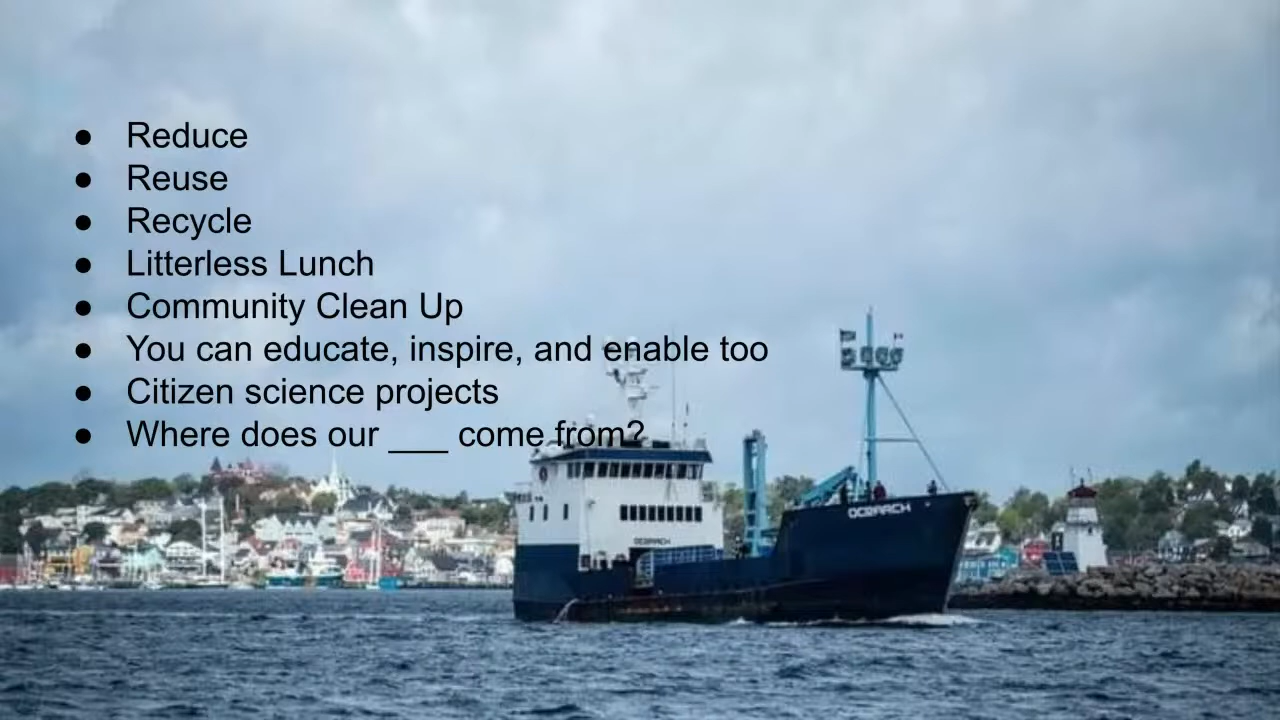 ● Reduce
● Reuse
● Recycle
● Litterless Lunch
● Community Clean Up
● You can educate, inspire, and enable too
● Citizen science projects
● Where does our ___ come from?
OCEARCH
OCEARCH